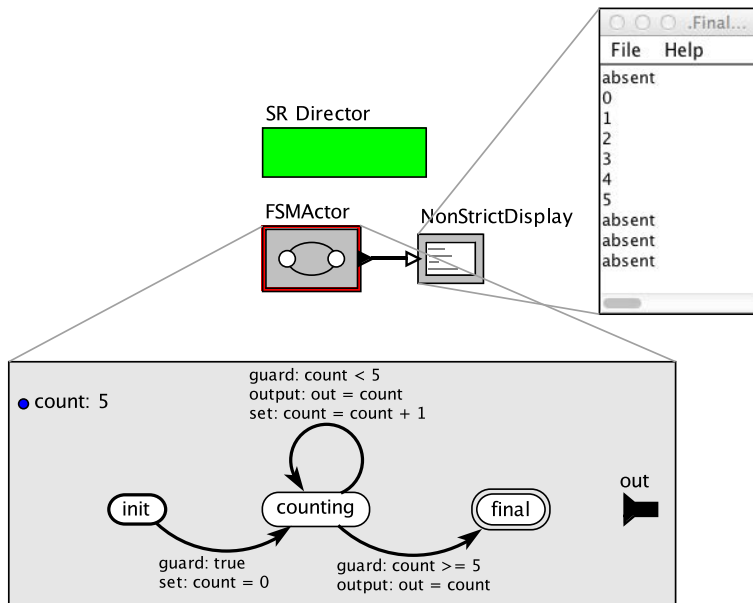 .Final...
File Help
absent
0
1
2
3
4
5
absent
absent
absent
SR Director
FSMActor
NonStrictDisplay
count: 5
guard: count < 5
output: out = count
set: count = count + 1
init
counting
final
out
guard: true
set: count = 0
guard: count >= 5
output: out = count